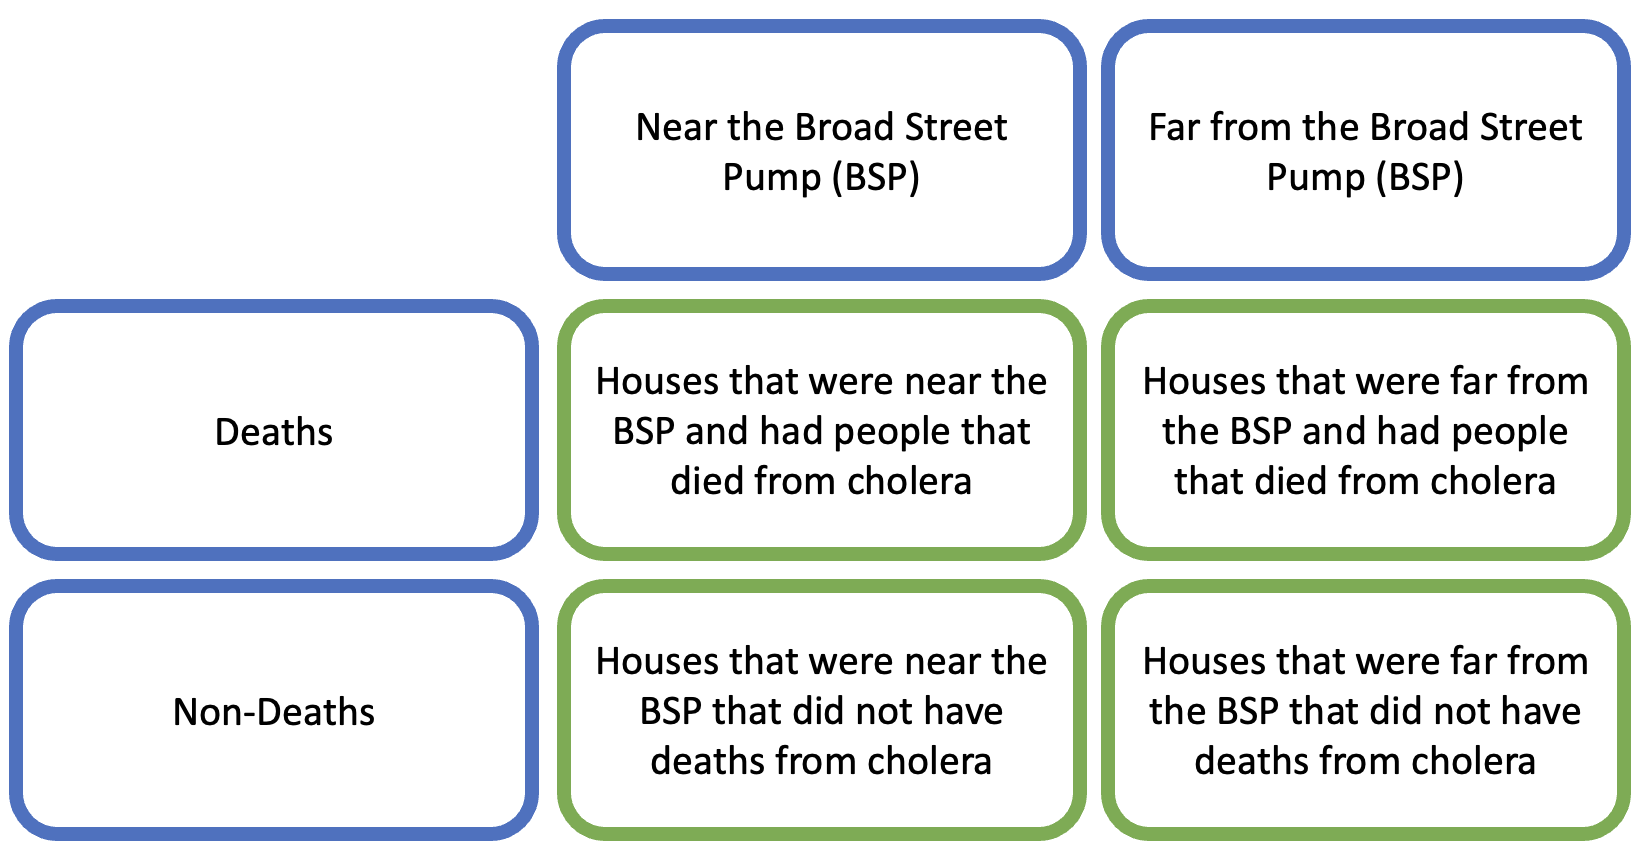 Near the Broad Street
Pump (BSP)
Far from the Broad Street
Pump (BSP)
Deaths
Houses that were near the
BSP and had people that
died from cholera
Houses that were far from
the BSP and had people
that died from cholera
Non-Deaths
Houses that were near the
BSP that did not have
deaths from cholera
Houses that were far from
the BSP that did not have
deaths from cholera